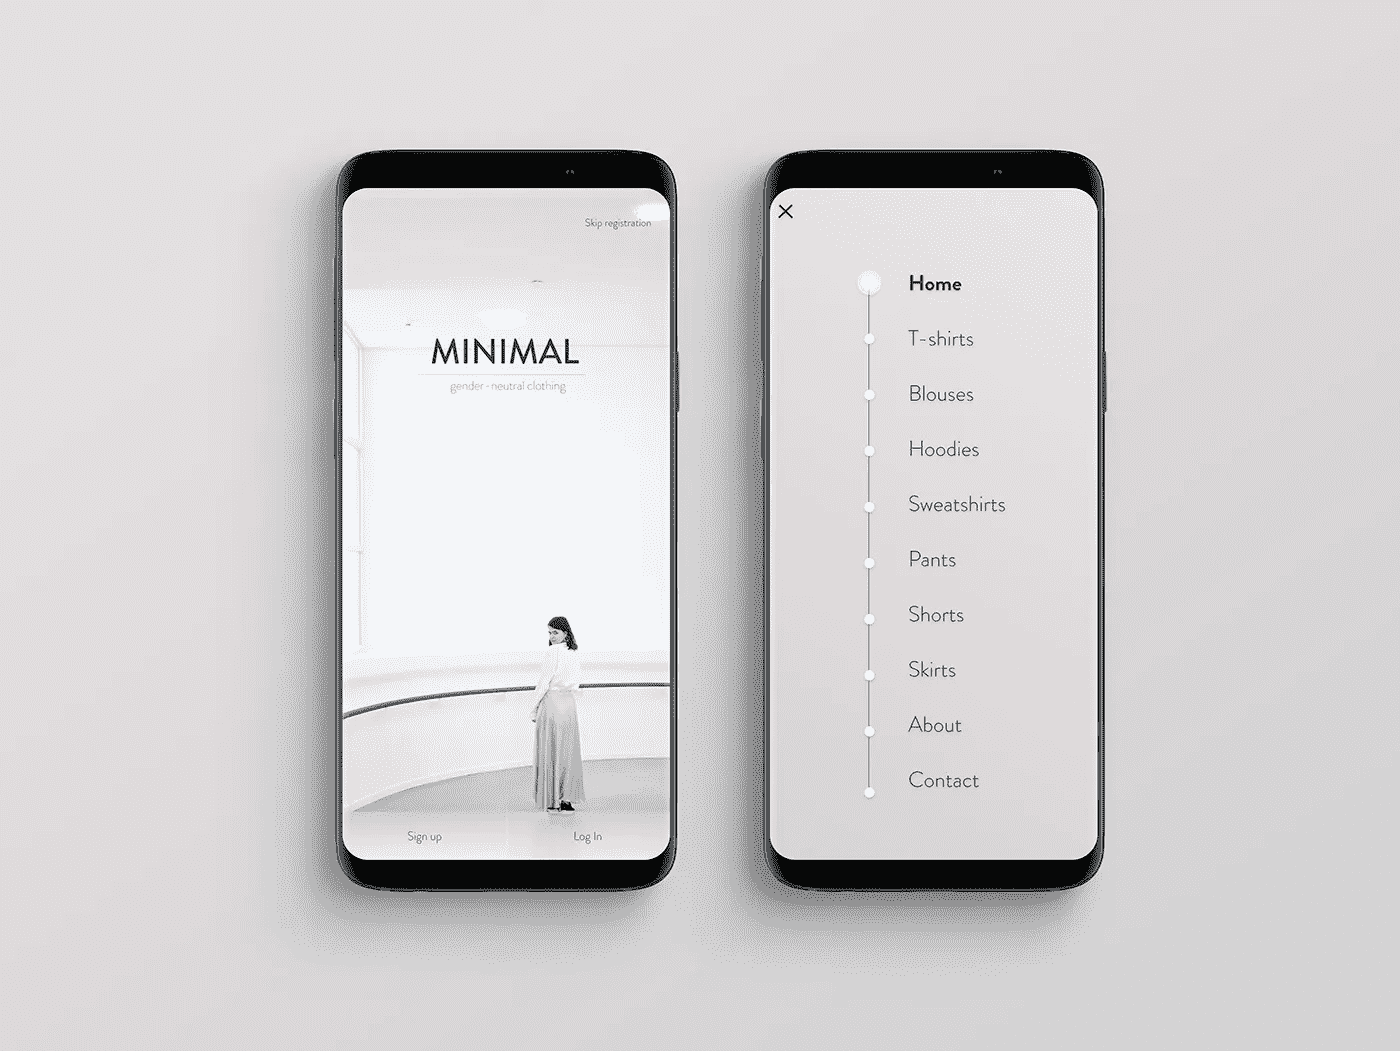 Skip registration
MINIMAL
gender-neutral clothing
Sign up
Log In
Home
T-shirts
Blouses
Hoodies
Sweatshirts
Pants
Shorts
Skirts
About
Contact